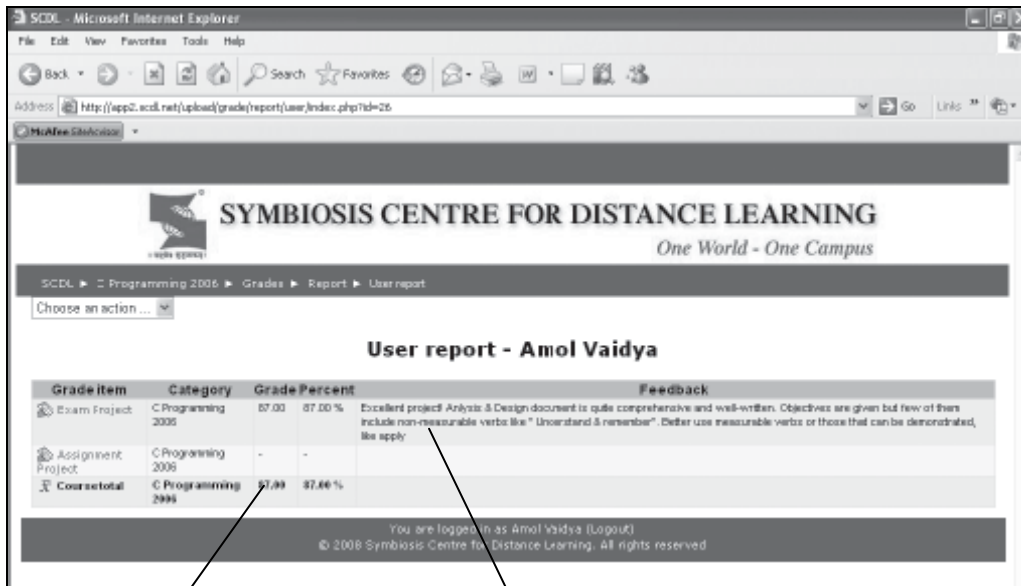 SCDL - Microsoft Internet Explorer
File Edit View Favorites Tools Help
Back Search Favorites
Address http://app2.scdl.net/upload/grade/report/user/index.php?id=26 Go Links
McAfee SiteAdvisor
SYMBIOSIS CENTRE FOR DISTANCE LEARNING
One World - One Campus
SCDL ► C Programming 2006 ► Grades ► Report ► User report
Choose an action ...
User report - Amol Vaidya
Grade item Category Grade Percent Feedback
Exam Project C Programming 87.00 87.00 % Excellent project! Anlysis & Design document is quite comprehensive and well-written. Objectives are given but few of them
2006 include non-measurable verbs like " Understand & remember". Better use measurable verbs or those that can be demonstrated,
like apply
Assignment C Programming - -
Project 2006
Course total C Programming 87.00 87.00 %
2006
You are logged in as Amol Vaidya (Logout)
© 2008 Symbiosis Centre for Distance Learning. All rights reserved